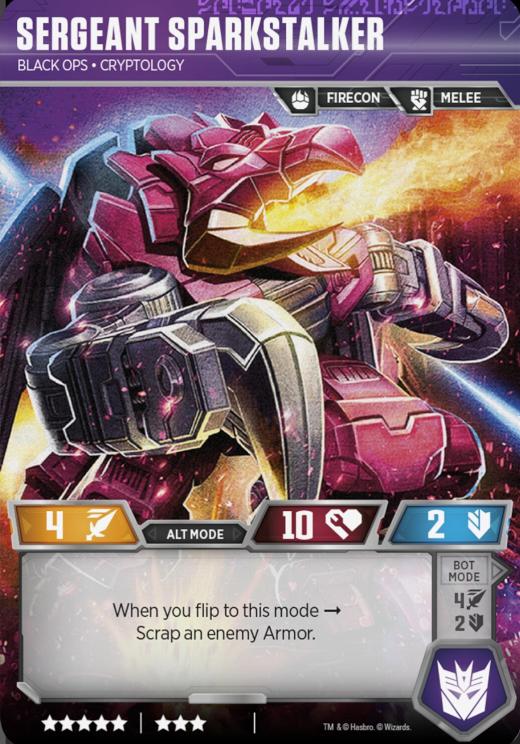 SERGEANT SPARKSTALKER
BLACK OPS • CRYPTOLOGY
FIRECON MELEE
4 ALT MODE 10 2
BOT
MODE
4
2
When you flip to this mode →
Scrap an enemy Armor.
TM & © Hasbro. © Wizards.